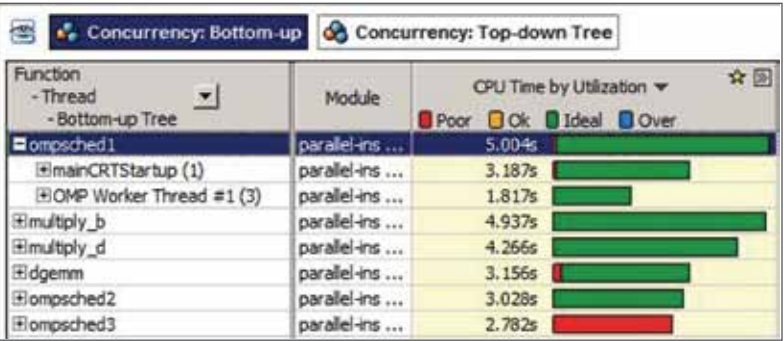 Concurrency: Bottom-up Concurrency: Top-down Tree
Function
- Thread
- Bottom-up Tree
Module
CPU Time by Utilization
Poor Ok Ideal Over
ompsched1 parallel-ins ... 5.004s
mainCRTStartup (1) parallel-ins ... 3.187s
OMP Worker Thread #1 (3) parallel-ins ... 1.817s
multiply_b parallel-ins ... 4.937s
multiply_d parallel-ins ... 4.266s
dgemm parallel-ins ... 3.156s
ompsched2 parallel-ins ... 3.028s
ompsched3 parallel-ins ... 2.782s